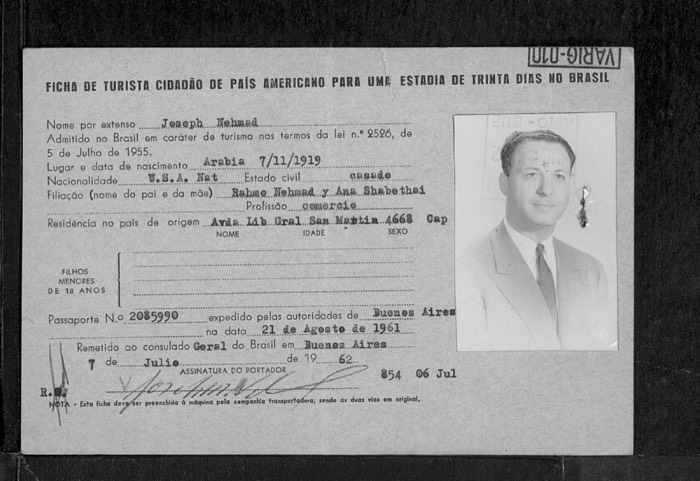 VARIG-010
FICHA DE TURISTA CIDADÃO DE PAÍS AMERICANO PARA UMA ESTADIA DE TRINTA DIAS NO BRASIL
Nome por extenso Joseph Nehmad
Admitido no Brasil em caráter de turismo nos termos da lei n.º 2526, de
5 de Julho de 1955.
Lugar e data de nascimento Arabia 7/11/1919
Nacionalidade U.S.A. Nat Estado civil casado
Filiação (nome do pai e da mãe) Rahmo Nehmad y Ana Shabethai
Profissão comercio
Residência no país de origem Avda Lib Gral San Martin 4668 Cap
NOME IDADE SEXO
FILHOS
MENORES
DE 18 ANOS
Passaporte N.o 2085990 expedido pelas autoridades de Buenos Aires
na data 21 de Agosto de 1961
Remetido ao consulado Geral do Brasil em Buenos Aires
7 de Julio de 19 62
ASSINATURA DO PORTADOR
854 06 Jul
NOTA - Esta ficha deve ser preenchida à máquina pela companhia transportadora, sendo as duas vias em original.